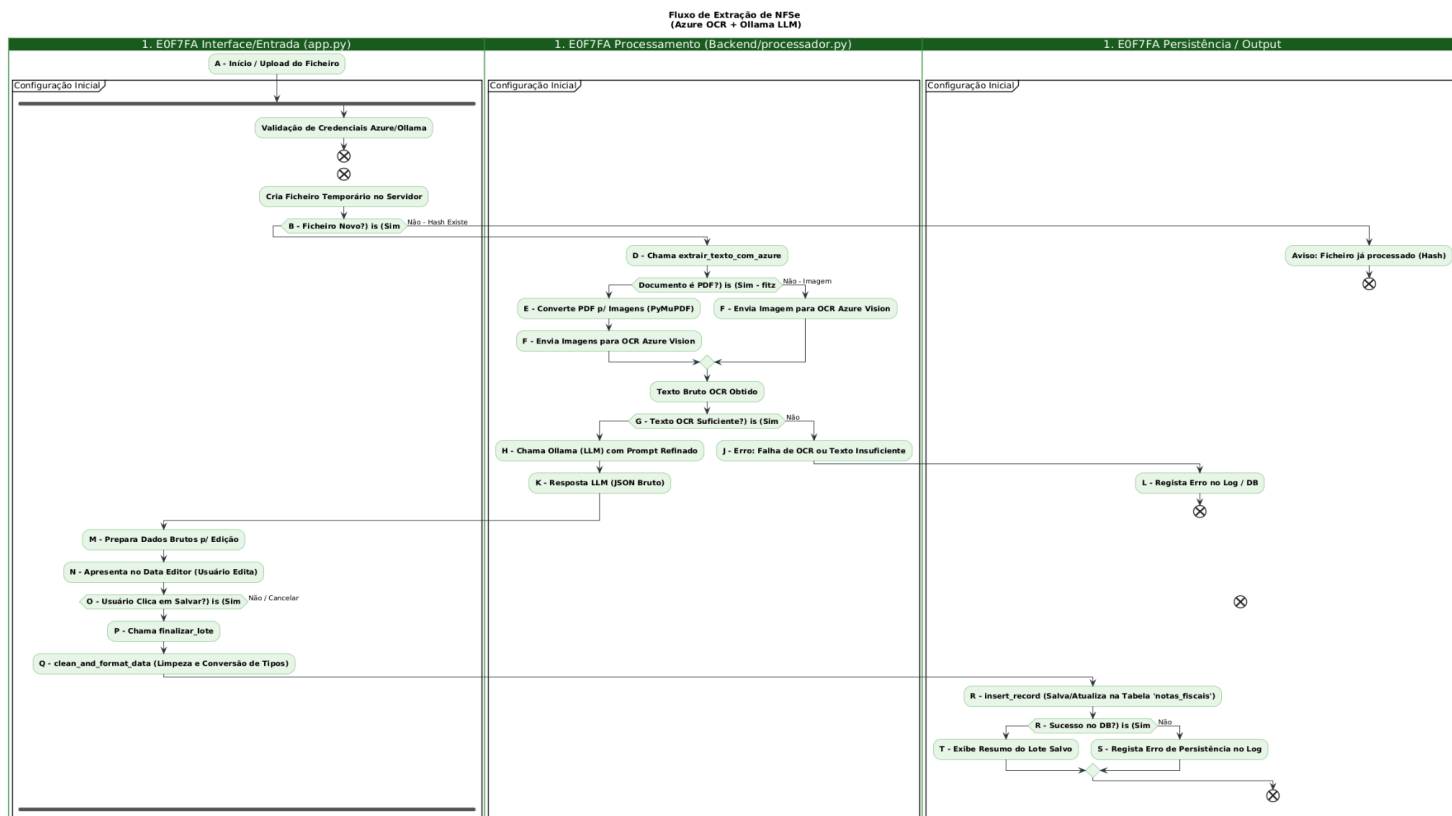 Fluxo de Extração de NFSe
(Azure OCR + Ollama LLM)
1. E0F7FA Interface/Entrada (app.py)
1. E0F7FA Processamento (Backend/processador.py)
1. E0F7FA Persistência / Output
A - Início / Upload do Ficheiro
Configuração Inicial
Configuração Inicial
Configuração Inicial
Validação de Credenciais Azure/Ollama
Cria Ficheiro Temporário no Servidor
B - Ficheiro Novo?) is (Sim
Não - Hash Existe
D - Chama extrair_texto_com_azure
Aviso: Ficheiro já processado (Hash)
Documento é PDF?) is (Sim - fitz
Não - Imagem
E - Converte PDF p/ Imagens (PyMuPDF)
F - Envia Imagem para OCR Azure Vision
F - Envia Imagens para OCR Azure Vision
Texto Bruto OCR Obtido
G - Texto OCR Suficiente?) is (Sim
Não
H - Chama Ollama (LLM) com Prompt Refinado
J - Erro: Falha de OCR ou Texto Insuficiente
K - Resposta LLM (JSON Bruto)
L - Regista Erro no Log / DB
M - Prepara Dados Brutos p/ Edição
N - Apresenta no Data Editor (Usuário Edita)
O - Usuário Clica em Salvar?) is (Sim
Não / Cancelar
P - Chama finalizar_lote
Q - clean_and_format_data (Limpeza e Conversão de Tipos)
R - insert_record (Salva/Atualiza na Tabela 'notas_fiscais')
R - Sucesso no DB?) is (Sim
Não
T - Exibe Resumo do Lote Salvo
S - Regista Erro de Persistência no Log